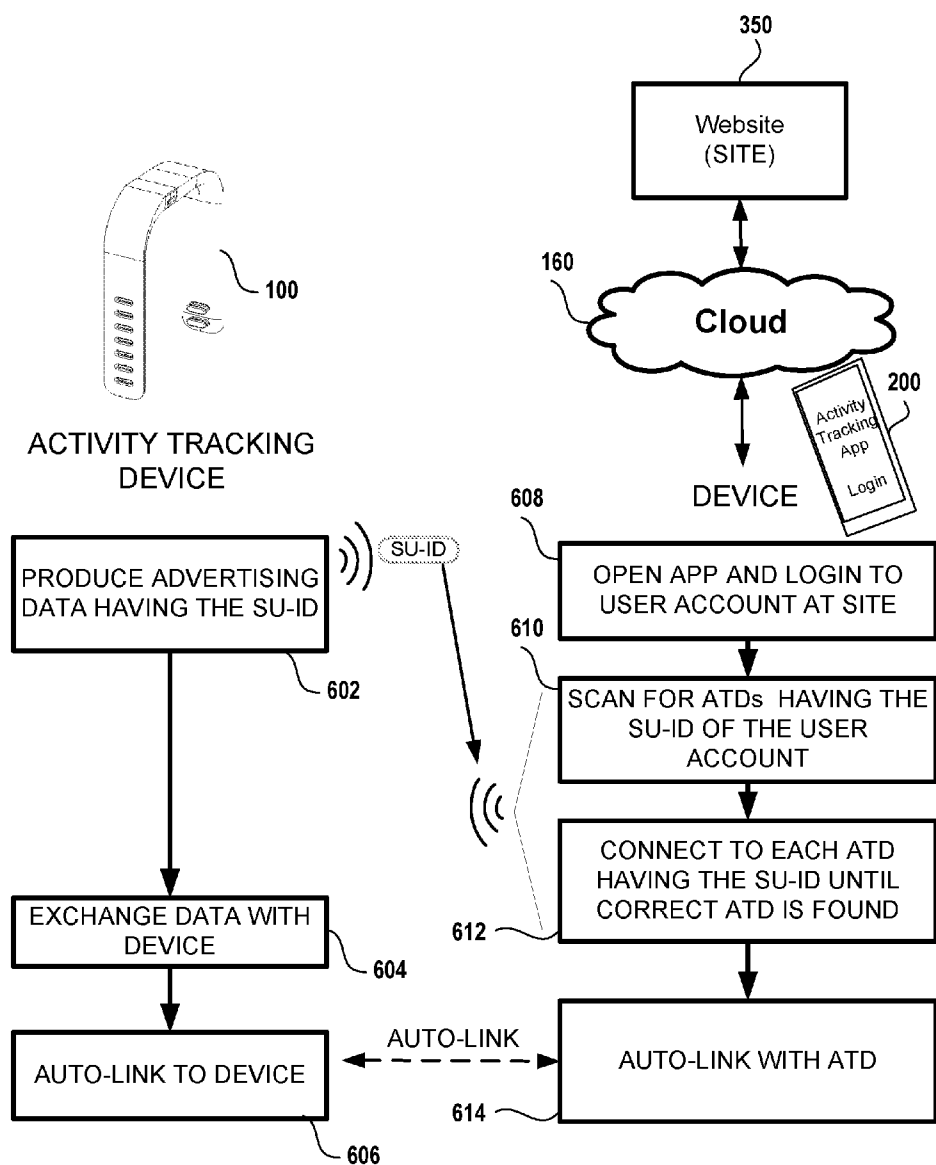 350
Website
(SITE)
160
Cloud
100
200
Activity
Tracking
App
Login
ACTIVITY TRACKING
DEVICE
DEVICE
608
SU-ID
PRODUCE ADVERTISING
DATA HAVING THE SU-ID
602
OPEN APP AND LOGIN TO
USER ACCOUNT AT SITE
610
SCAN FOR ATDs HAVING THE
SU-ID OF THE USER
ACCOUNT
CONNECT TO EACH ATD
HAVING THE SU-ID UNTIL
CORRECT ATD IS FOUND
612
EXCHANGE DATA WITH
DEVICE
604
AUTO-LINK
AUTO-LINK TO DEVICE
606
AUTO-LINK WITH ATD
614